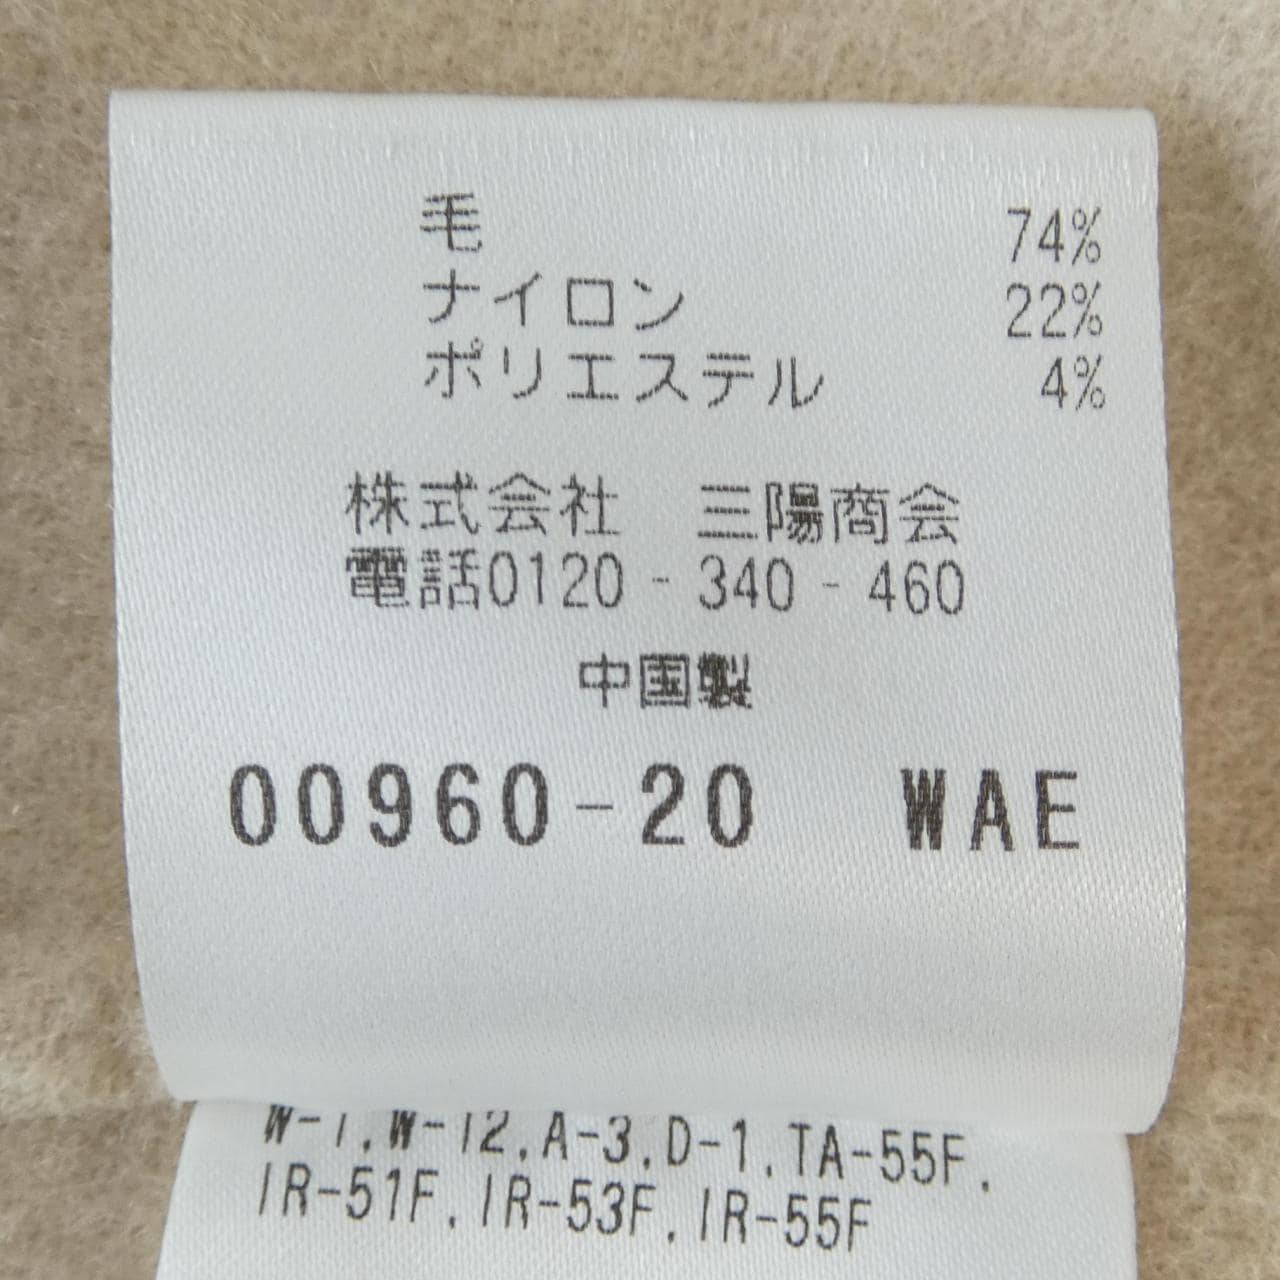 毛 74%
ナイロン 22%
ポリエステル 4%
株式会社 三陽商会
電話0120-340-460
中国製
00960-20 WAE
W-1.W-12.A-3.D-1.TA-55F.
IR-51F.IR-53F.IR-55F